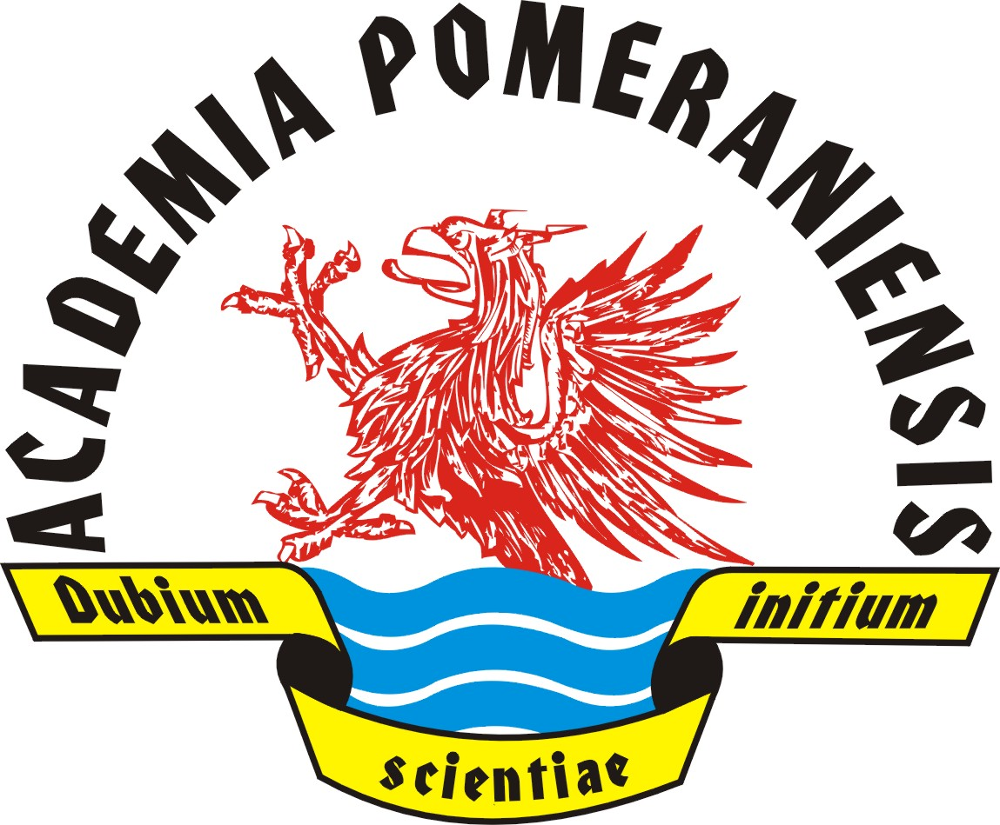 ACADEMIA POMERANIENSIS
Dubium
initium
scientiae